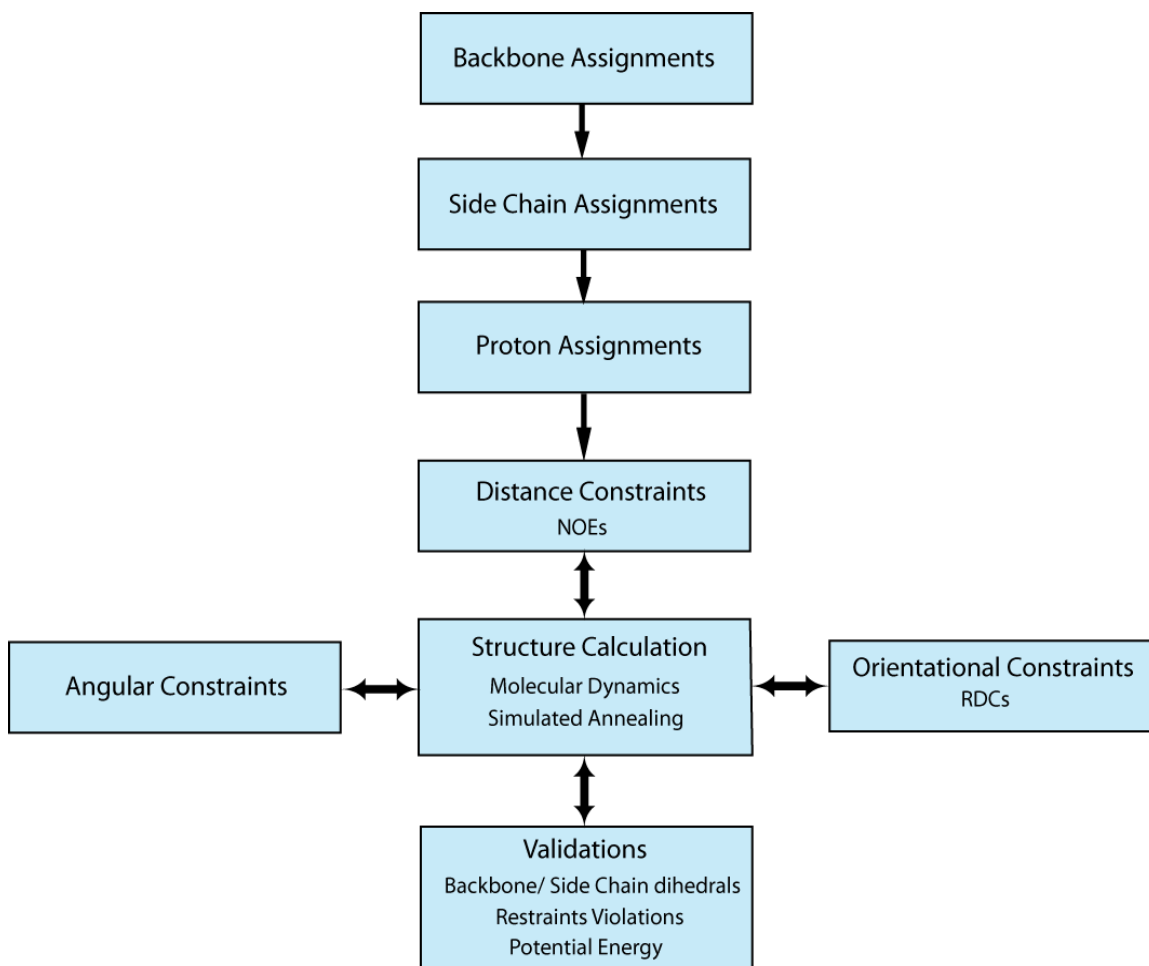 Backbone Assignments
Side Chain Assignments
Proton Assignments
Distance Constraints
NOEs
Structure Calculation
Molecular Dynamics
Simulated Annealing
Angular Constraints
Orientational Constraints
RDCs
Validations
Backbone/ Side Chain dihedrals
Restraints Violations
Potential Energy